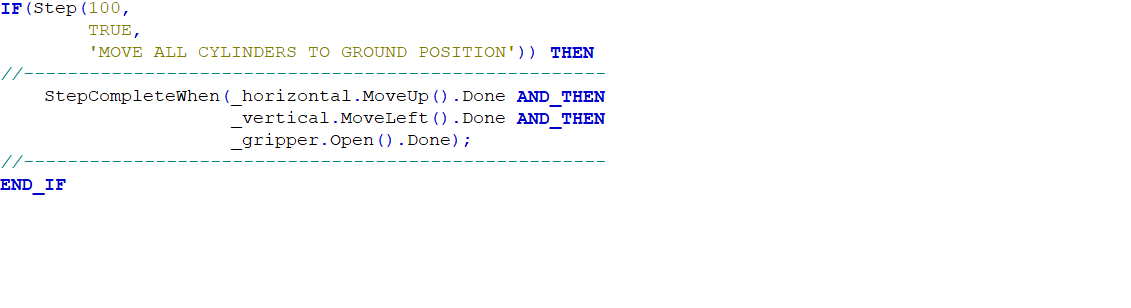 IF(Step(100,
TRUE,
'MOVE ALL CYLINDERS TO GROUND POSITION')) THEN
//-----------------------------------------------------
StepCompleteWhen(_horizontal.MoveUp().Done AND_THEN
_vertical.MoveLeft().Done AND_THEN
_gripper.Open().Done);
//-----------------------------------------------------
END_IF